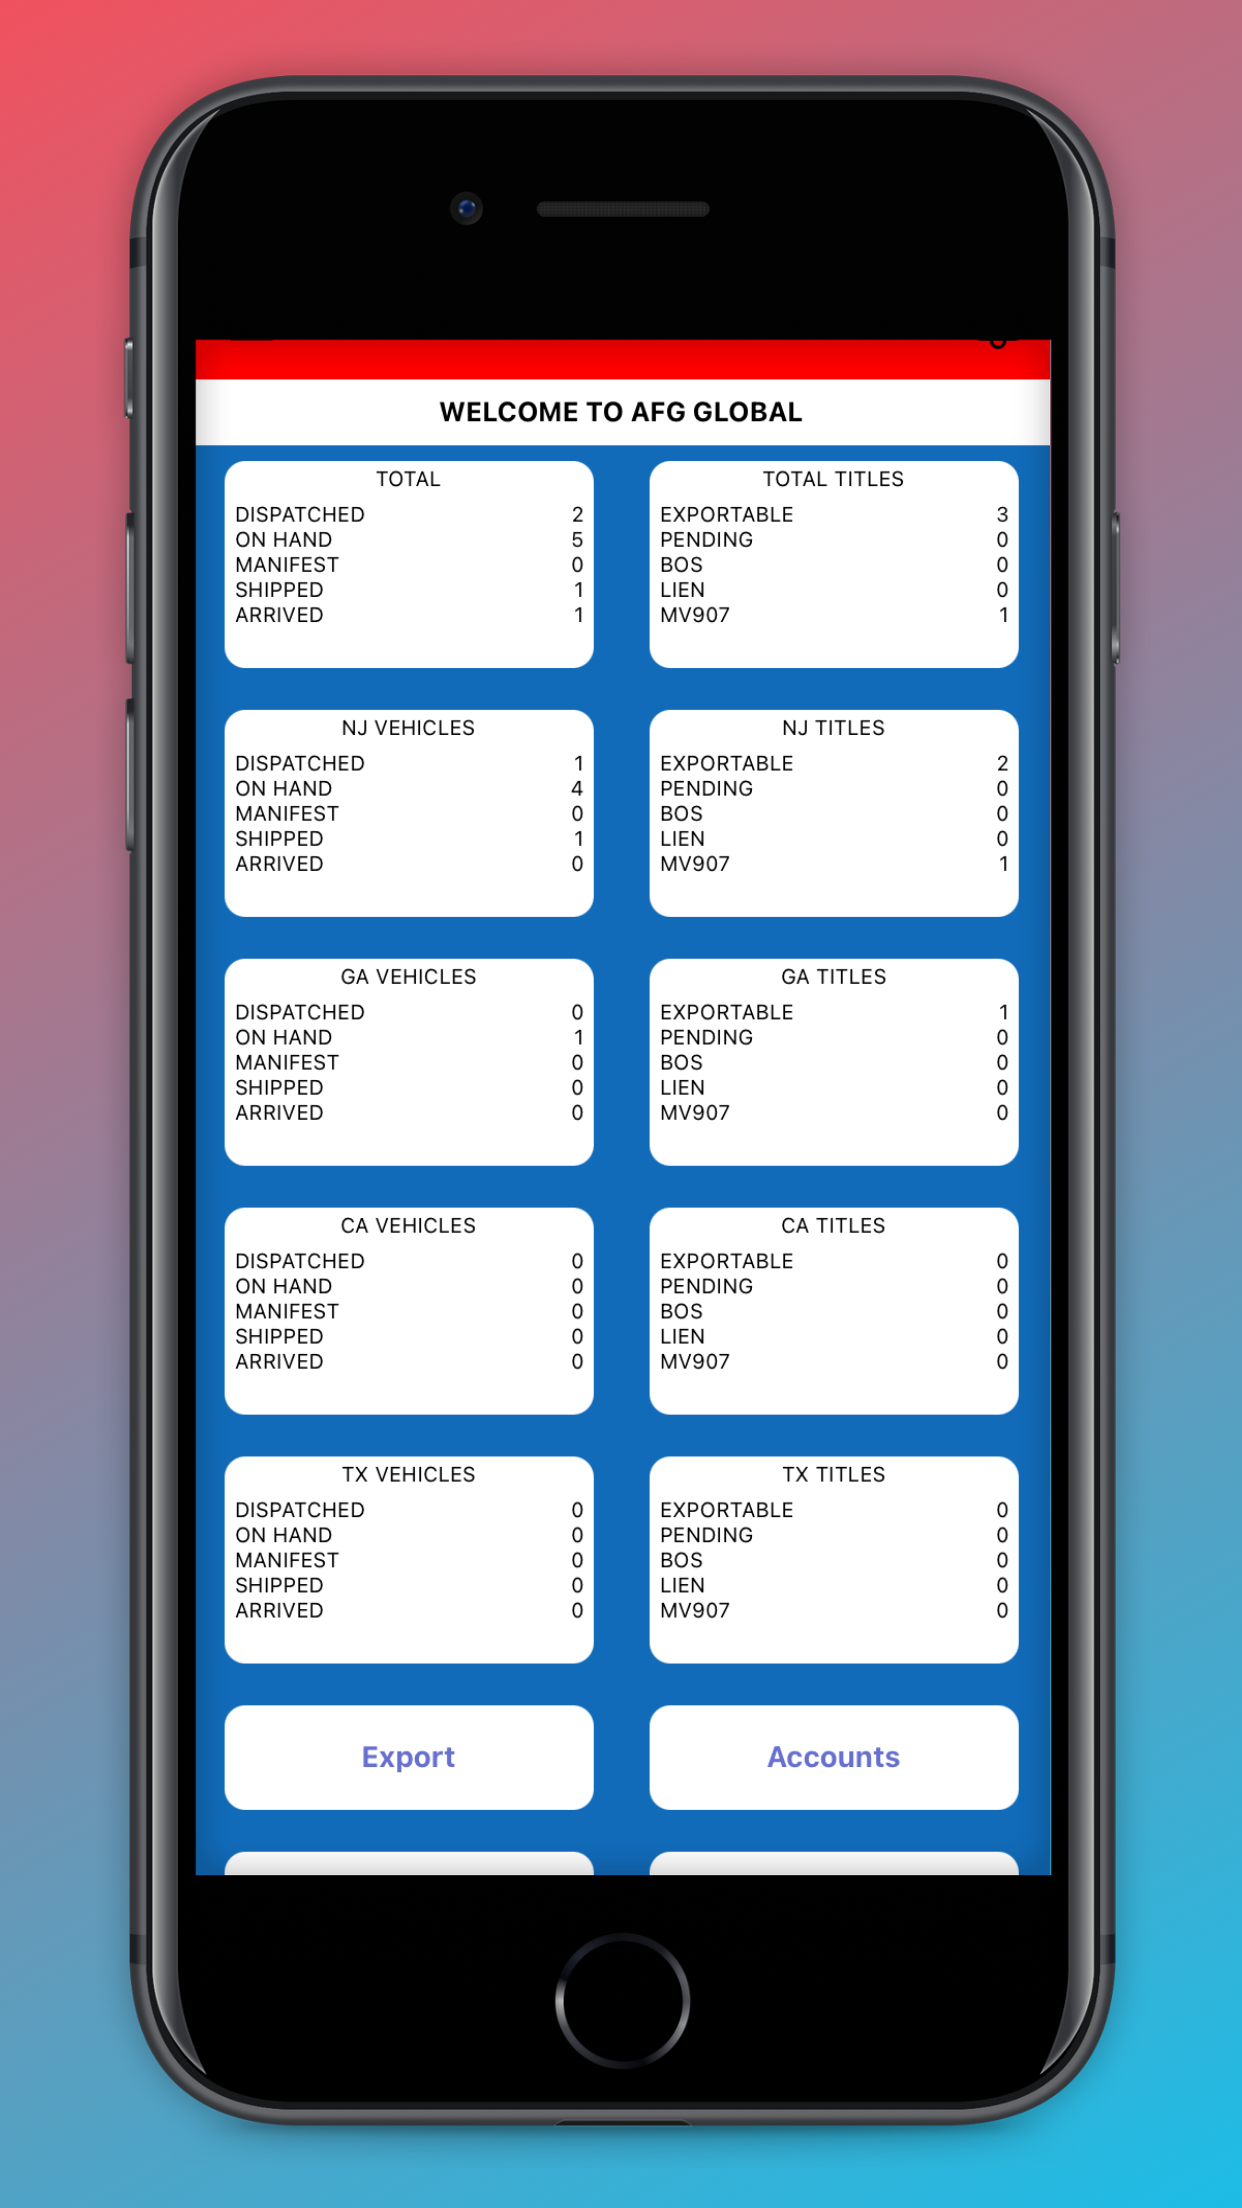 WELCOME TO AFG GLOBAL
TOTAL
DISPATCHED 2
ON HAND 5
MANIFEST 0
SHIPPED 1
ARRIVED 1
TOTAL TITLES
EXPORTABLE 3
PENDING 0
BOS 0
LIEN 0
MV907 1
NJ VEHICLES
DISPATCHED 1
ON HAND 4
MANIFEST 0
SHIPPED 1
ARRIVED 0
NJ TITLES
EXPORTABLE 2
PENDING 0
BOS 0
LIEN 0
MV907 1
GA VEHICLES
DISPATCHED 0
ON HAND 1
MANIFEST 0
SHIPPED 0
ARRIVED 0
GA TITLES
EXPORTABLE 1
PENDING 0
BOS 0
LIEN 0
MV907 0
CA VEHICLES
DISPATCHED 0
ON HAND 0
MANIFEST 0
SHIPPED 0
ARRIVED 0
CA TITLES
EXPORTABLE 0
PENDING 0
BOS 0
LIEN 0
MV907 0
TX VEHICLES
DISPATCHED 0
ON HAND 0
MANIFEST 0
SHIPPED 0
ARRIVED 0
TX TITLES
EXPORTABLE 0
PENDING 0
BOS 0
LIEN 0
MV907 0
Export
Accounts